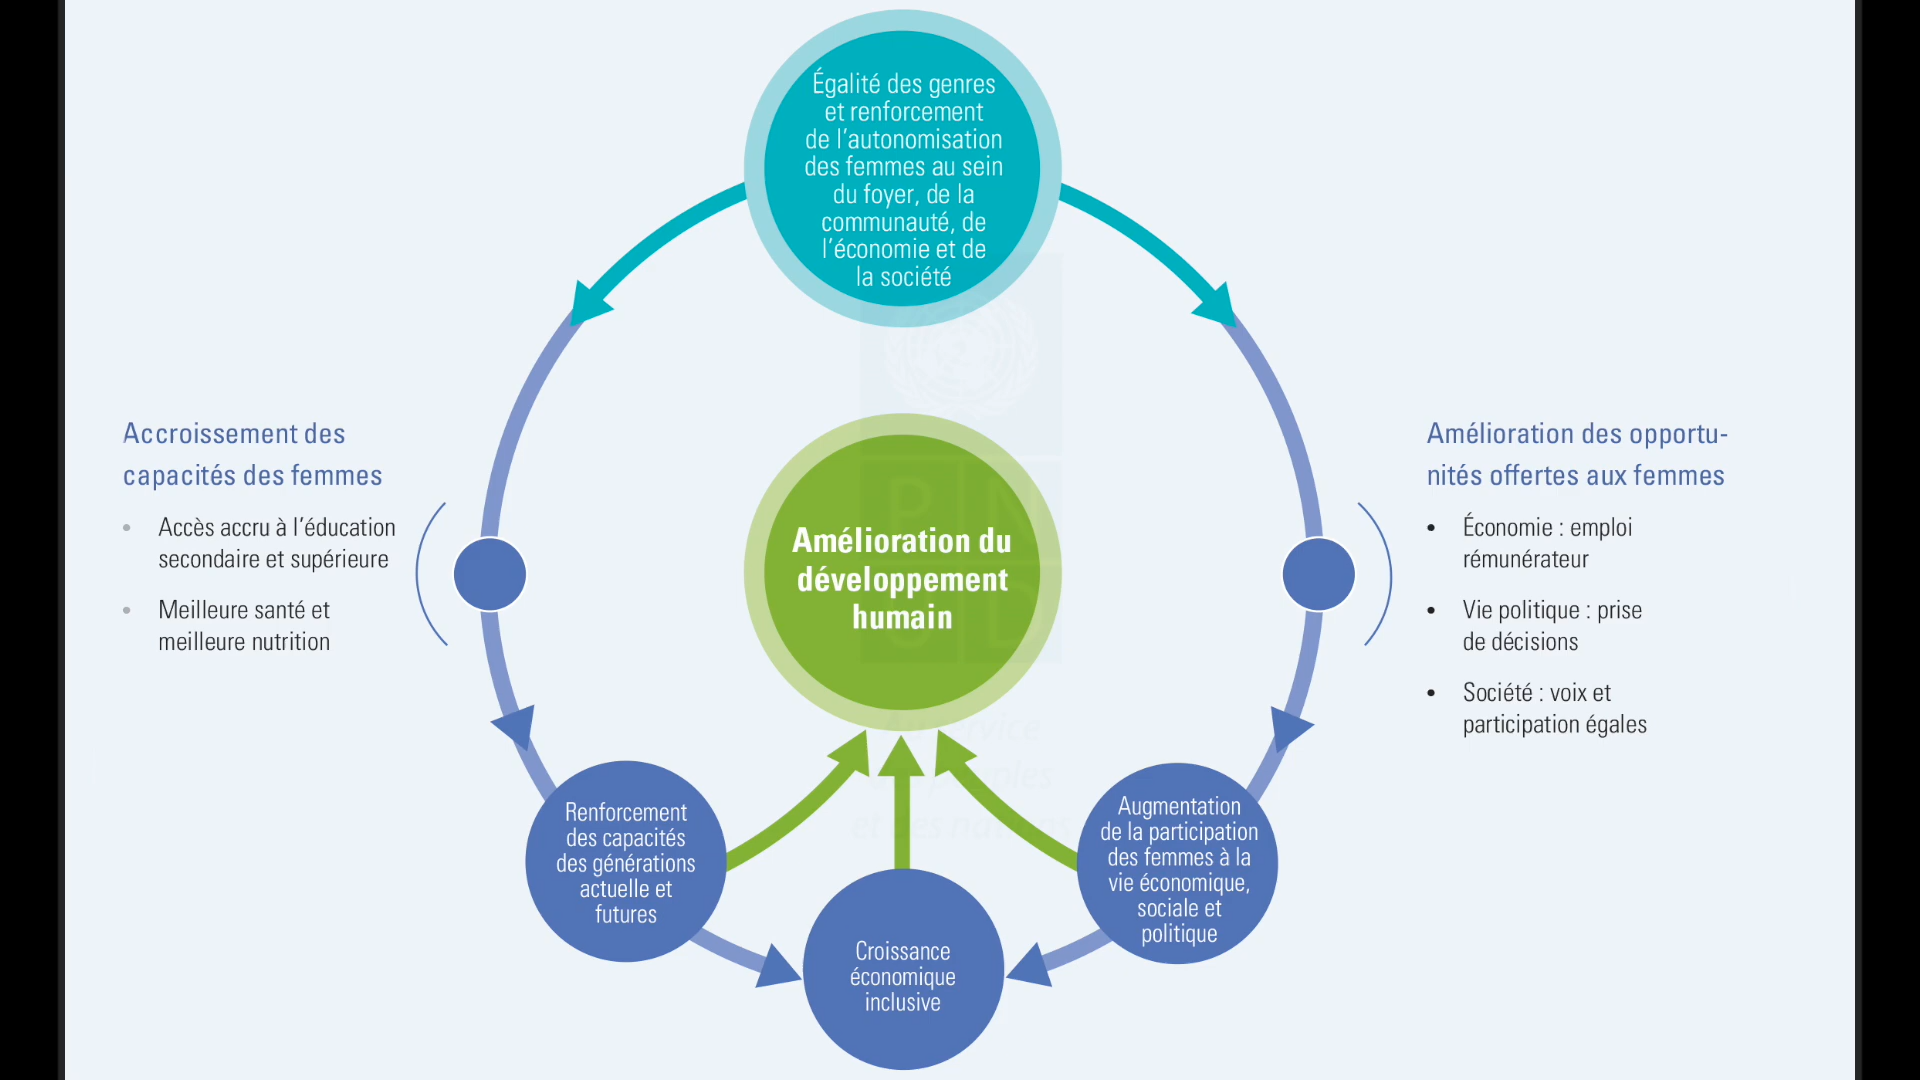 Égalité des genres
et renforcement
de l’autonomisation
des femmes au sein
du foyer, de la
communauté, de
l’économie et de
la société
Accroissement des
capacités des femmes
• Accès accru à l’éducation
secondaire et supérieure
• Meilleure santé et
meilleure nutrition
Amélioration du
développement
humain
Amélioration des opportu-
nités offertes aux femmes
• Économie : emploi
rémunérateur
• Vie politique : prise
de décisions
• Société : voix et
participation égales
Renforcement
des capacités
des générations
actuelle et
futures
Croissance
économique
inclusive
Augmentation
de la participation
des femmes à la
vie économique,
sociale et
politique